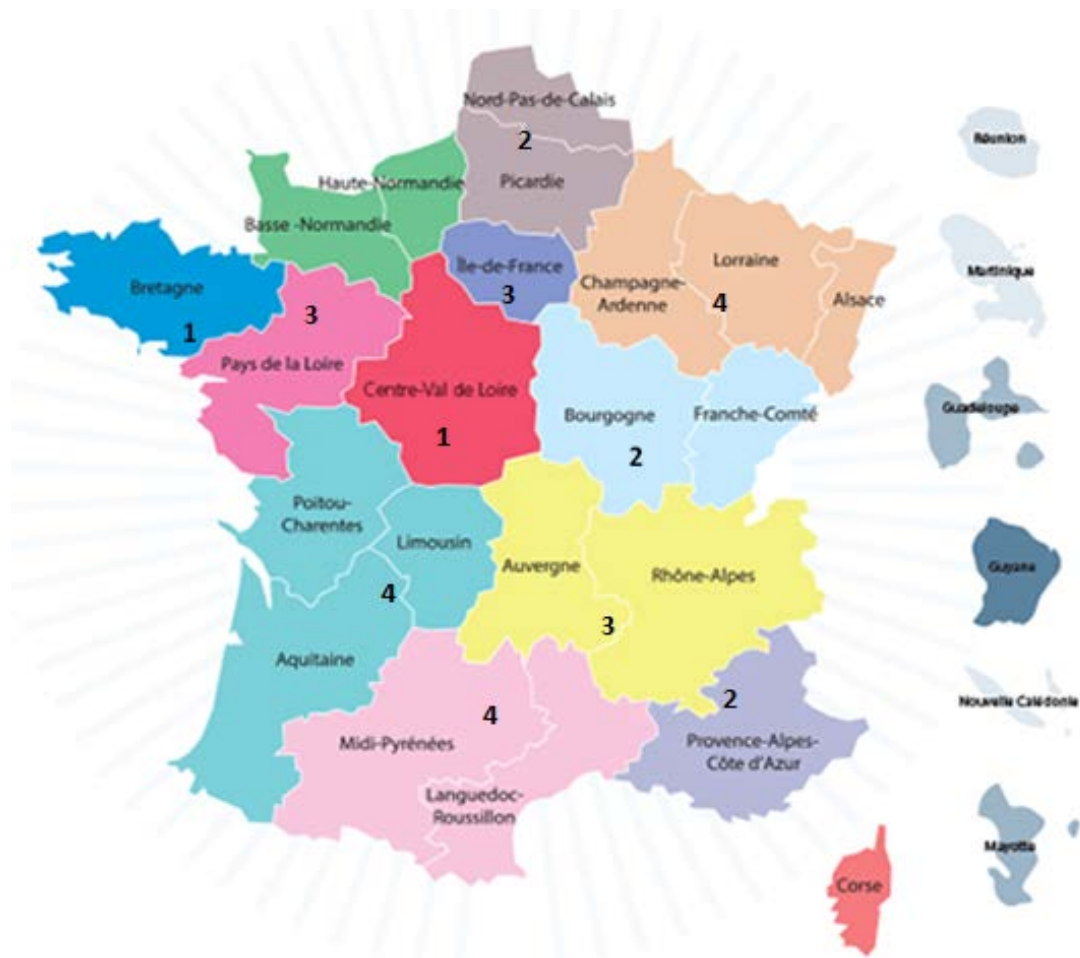 Nord-Pas-de-Calais
2
Picardie
Haute-Normandie
Basse -Normandie
Réunion
Île-de-France
3
Champagne-
Ardenne
Lorraine
4
Alsace
Martinique
Bretagne
1
3
Pays de la Loire
Centre-Val de Loire
1
Bourgogne
2
Franche-Comté
Guadeloupe
Poitou-
Charentes
Limousin
4
Auvergne
Rhône-Alpes
3
Guyane
Aquitaine
4
Midi-Pyrénées
2
Provence-Alpes-
Côte d'Azur
Nouvelle Calédonie
Languedoc-
Roussillon
Mayotte
Corse